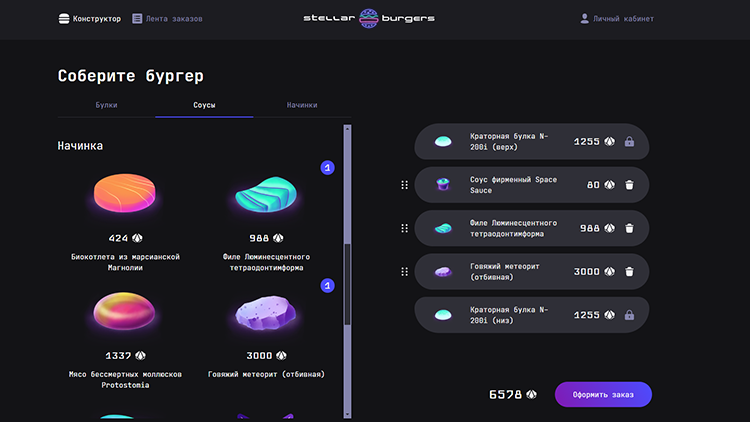 Конструктор
Лента заказов
stellar burgers
Личный кабинет
Соберите бургер
Булки
Соусы
Начинки
Начинка
1
424
988
Биокотлета из марсианской
Магнолии
Филе Люминесцентного
тетраодонтимформа
1
1337
3000
Мясо бессмертных моллюсков
Protostomia
Говяжий метеорит (отбивная)
Краторная булка N-
200i (верх)
1255
Соус фирменный Space
Sauce
80
Филе Люминесцентного
тетраодонтимформа
988
Говяжий метеорит
(отбивная)
3000
Краторная булка N-
200i (низ)
1255
6578
Оформить заказ